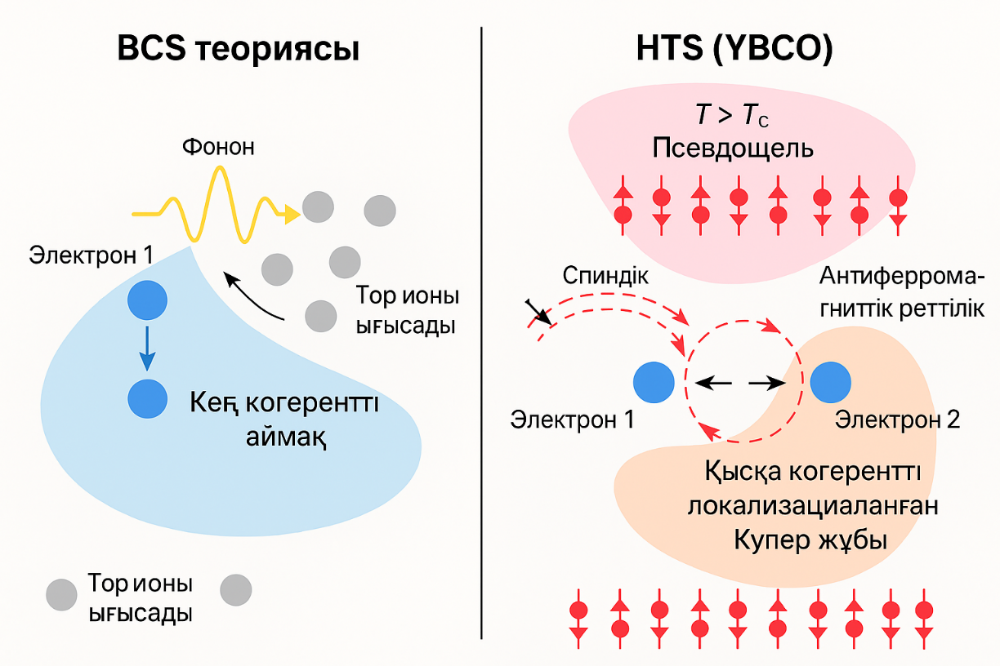 BCS теориясы
Фонон
Электрон 1
Тор ионы
ығысады
Кең когерентті
аймақ
Тор ионы
ығысады
HTS (YBCO)
T > Tc
Псевдощель
Спиндік
Антиферрома-
гниттік реттілік
Электрон 1
Электрон 2
Қысқа когерентті
локализациаланған
Купер жұбы